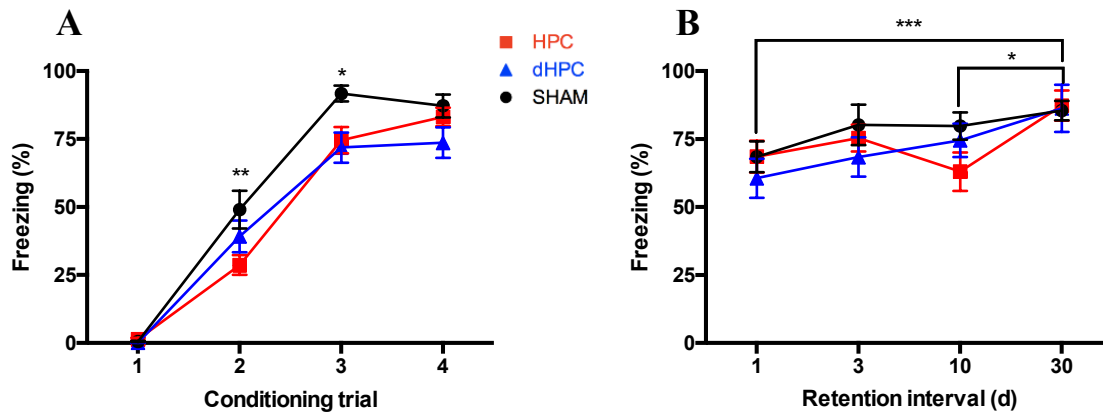 A
HPC
dHPC
SHAM
Freezing (%)
100
75
50
25
0
**
*
1
2
3
4
Conditioning trial
B
***
*
Freezing (%)
100
75
50
25
0
1
3
10
30
Retention interval (d)